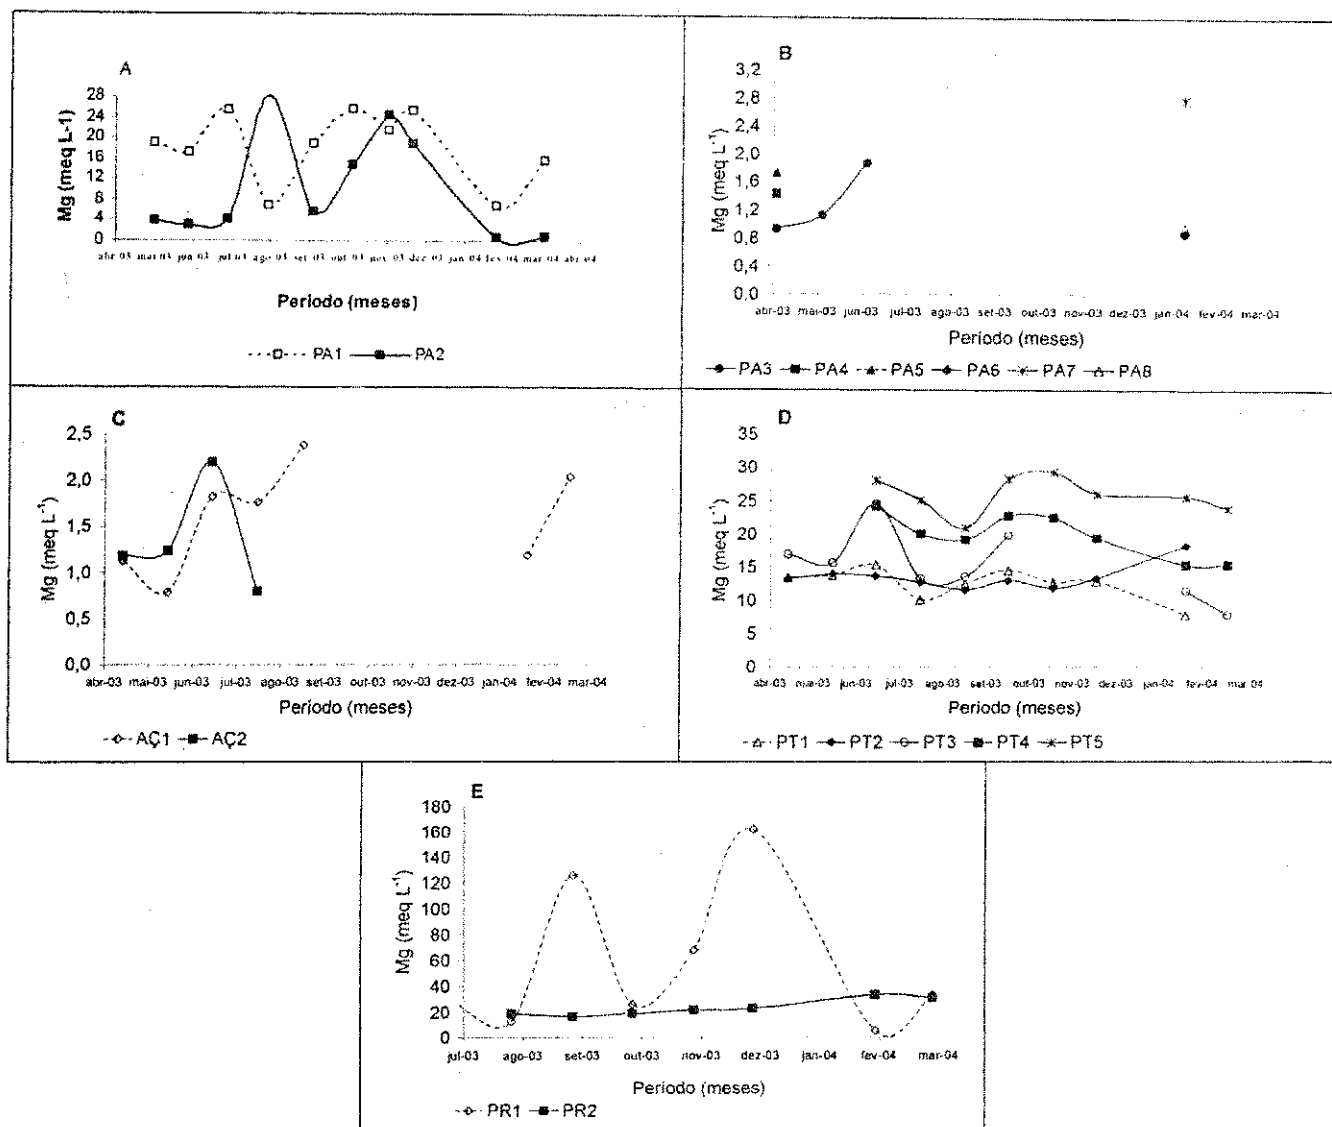 A
28
24
20
16
12
8
4
0
Mg (meq L-1)
abr-03 mai-03 jun-03 jul-03 ago-03 set-03 out-03 nov-03 dez-03 jan-04 fev-04 mar-04 abr-04
Período (meses)
PA1 PA2
B
3,2
2,8
2,4
2,0
1,6
1,2
0,8
0,4
0,0
Mg (meq L-1)
abr-03 mai-03 jun-03 jul-03 ago-03 set-03 out-03 nov-03 dez-03 jan-04 fev-04 mar-04
Período (meses)
PA3 PA4 PA5 PA6 PA7 PA8
C
2,5
2,0
1,5
1,0
0,5
0,0
Mg (meq L-1)
abr-03 mai-03 jun-03 jul-03 ago-03 set-03 out-03 nov-03 dez-03 jan-04 fev-04 mar-04
Período (meses)
AÇ1 AÇ2
D
35
30
25
20
15
10
5
0
Mg (meq L-1)
abr-03 mai-03 jun-03 jul-03 ago-03 set-03 out-03 nov-03 dez-03 jan-04 fev-04 mar-04
Período (meses)
PT1 PT2 PT3 PT4 PT5
E
180
160
140
120
100
80
60
40
20
0
Mg (meq L-1)
jul-03 ago-03 set-03 out-03 nov-03 dez-03 jan-04 fev-04 mar-04
Período (meses)
PR1 PR2